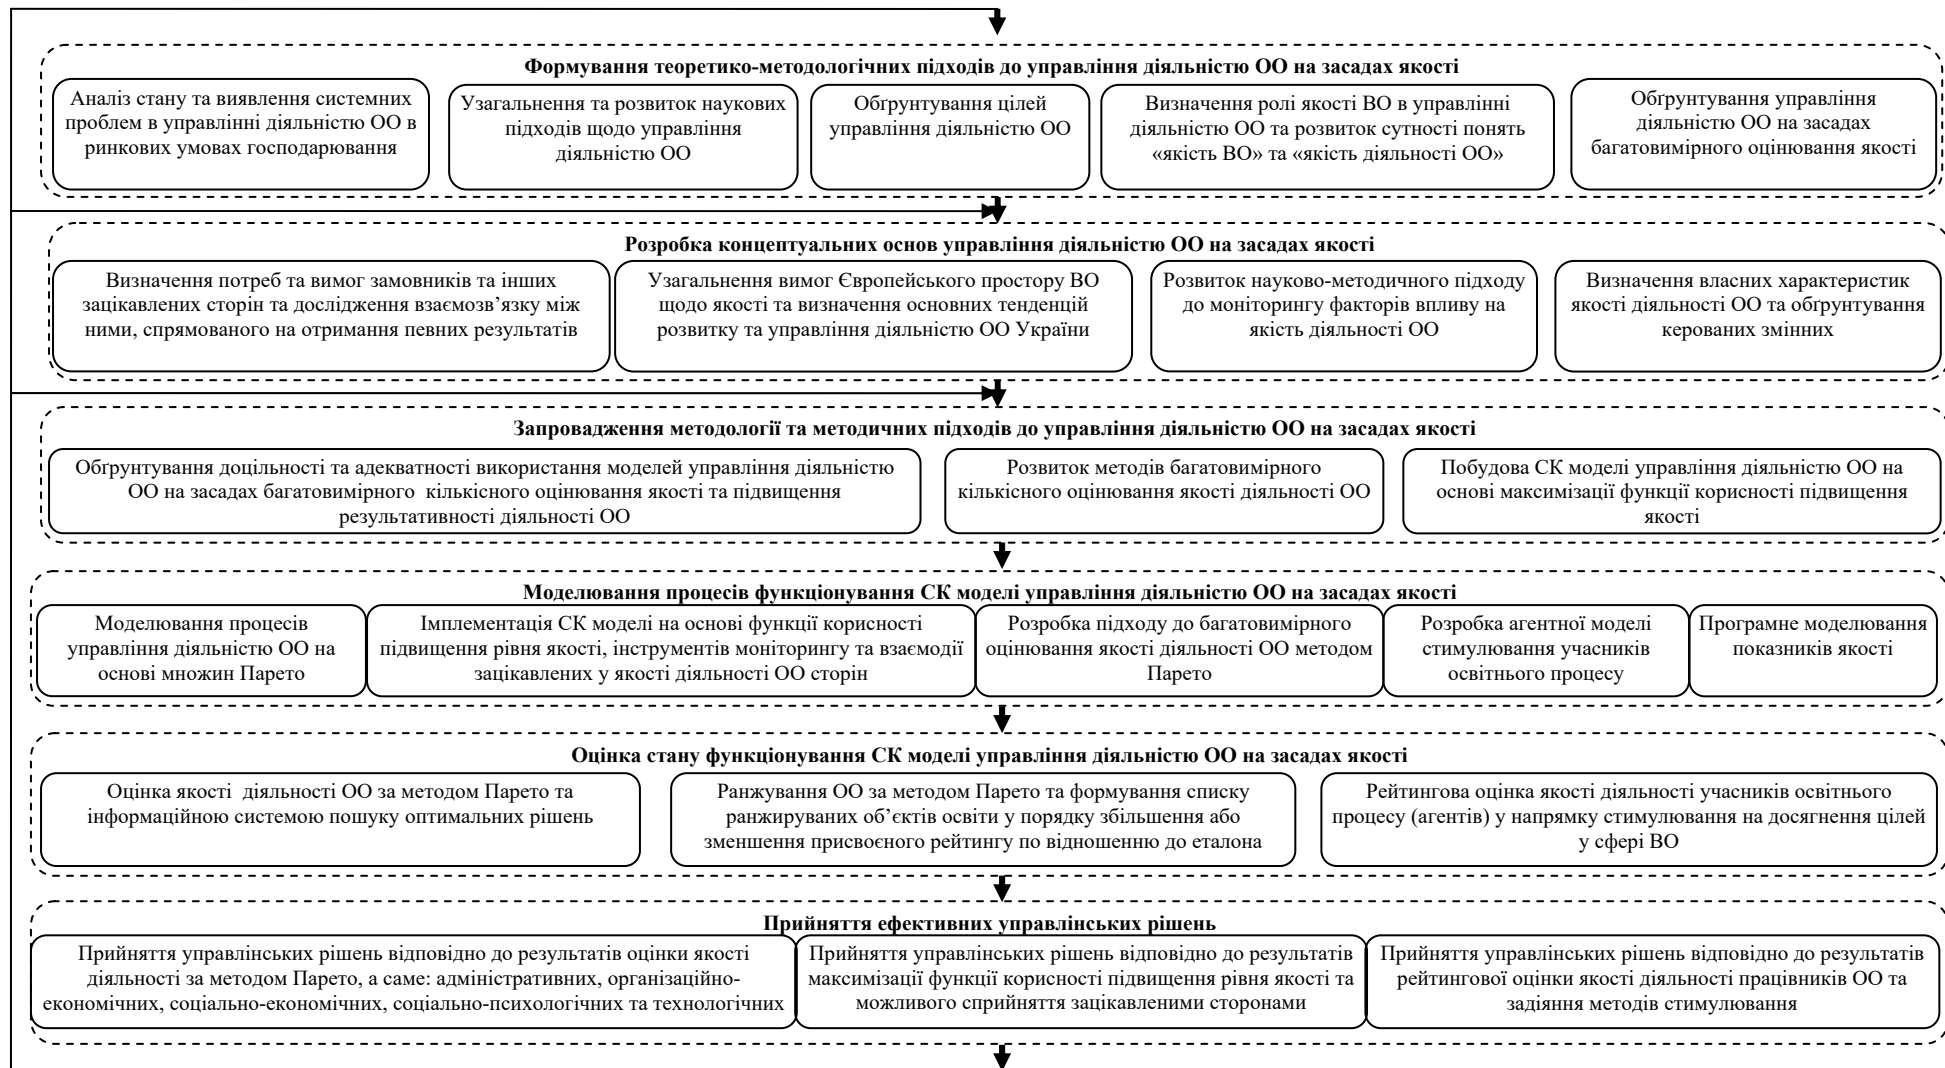 Формування теоретико-методологічних підходів до управління діяльністю ОО на засадах якості
Аналіз стану та виявлення системних
проблем в управлінні діяльністю ОО в
ринкових умовах господарювання
Узагальнення та розвиток наукових
підходів щодо управління
діяльністю ОО
Обґрунтування цілей
управління діяльністю ОО
Визначення ролі якості ВО в управлінні
діяльністю ОО та розвиток сутності понять
«якість ВО» та «якість діяльності ОО»
Обґрунтування управління
діяльністю ОО на засадах
багатовимірного оцінювання якості
Розробка концептуальних основ управління діяльністю ОО на засадах якості
Визначення потреб та вимог замовників та інших
зацікавлених сторін та дослідження взаємозв’язку між
ними, спрямованого на отримання певних результатів
Узагальнення вимог Європейського простору ВО
щодо якості та визначення основних тенденцій
розвитку та управління діяльністю ОО України
Розвиток науково-методичного підходу
до моніторингу факторів впливу на
якість діяльності ОО
Визначення власних характеристик
якості діяльності ОО та обґрунтування
керованих змінних
Запровадження методології та методичних підходів до управління діяльністю ОО на засадах якості
Обґрунтування доцільності та адекватності використання моделей управління діяльністю
ОО на засадах багатовимірного кількісного оцінювання якості та підвищення
результативності діяльності ОО
Розвиток методів багатовимірного
кількісного оцінювання якості діяльності ОО
Побудова СК моделі управління діяльністю ОО на
основі максимізації функції корисності підвищення
якості
Моделювання процесів функціонування СК моделі управління діяльністю ОО на засадах якості
Моделювання процесів
управління діяльністю ОО на
основі множин Парето
Імплементація СК моделі на основі функції корисності
підвищення рівня якості, інструментів моніторингу та взаємодії
зацікавлених у якості діяльності ОО сторін
Розробка підходу до багатовимірного
оцінювання якості діяльності ОО методом
Парето
Розробка агентної моделі
стимулювання учасників
освітнього процесу
Програмне моделювання
показників якості
Оцінка стану функціонування СК моделі управління діяльністю ОО на засадах якості
Оцінка якості діяльності ОО за методом Парето та
інформаційною системою пошуку оптимальних рішень
Ранжування ОО за методом Парето та формування списку
ранжируваних об’єктів освіти у порядку збільшення або
зменшення присвоєного рейтингу по відношенню до еталона
Рейтингова оцінка якості діяльності учасників освітнього
процесу (агентів) у напрямку стимулювання на досягнення цілей
у сфері ВО
Прийняття ефективних управлінських рішень
Прийняття управлінських рішень відповідно до результатів оцінки якості
діяльності за методом Парето, а саме: адміністративних, організаційно-
економічних, соціально-економічних, соціально-психологічних та технологічних
Прийняття управлінських рішень відповідно до результатів
максимізації функції корисності підвищення рівня якості та
можливого сприйняття зацікавленими сторонами
Прийняття управлінських рішень відповідно до результатів
рейтингової оцінки якості діяльності працівників ОО та
задіяння методів стимулювання